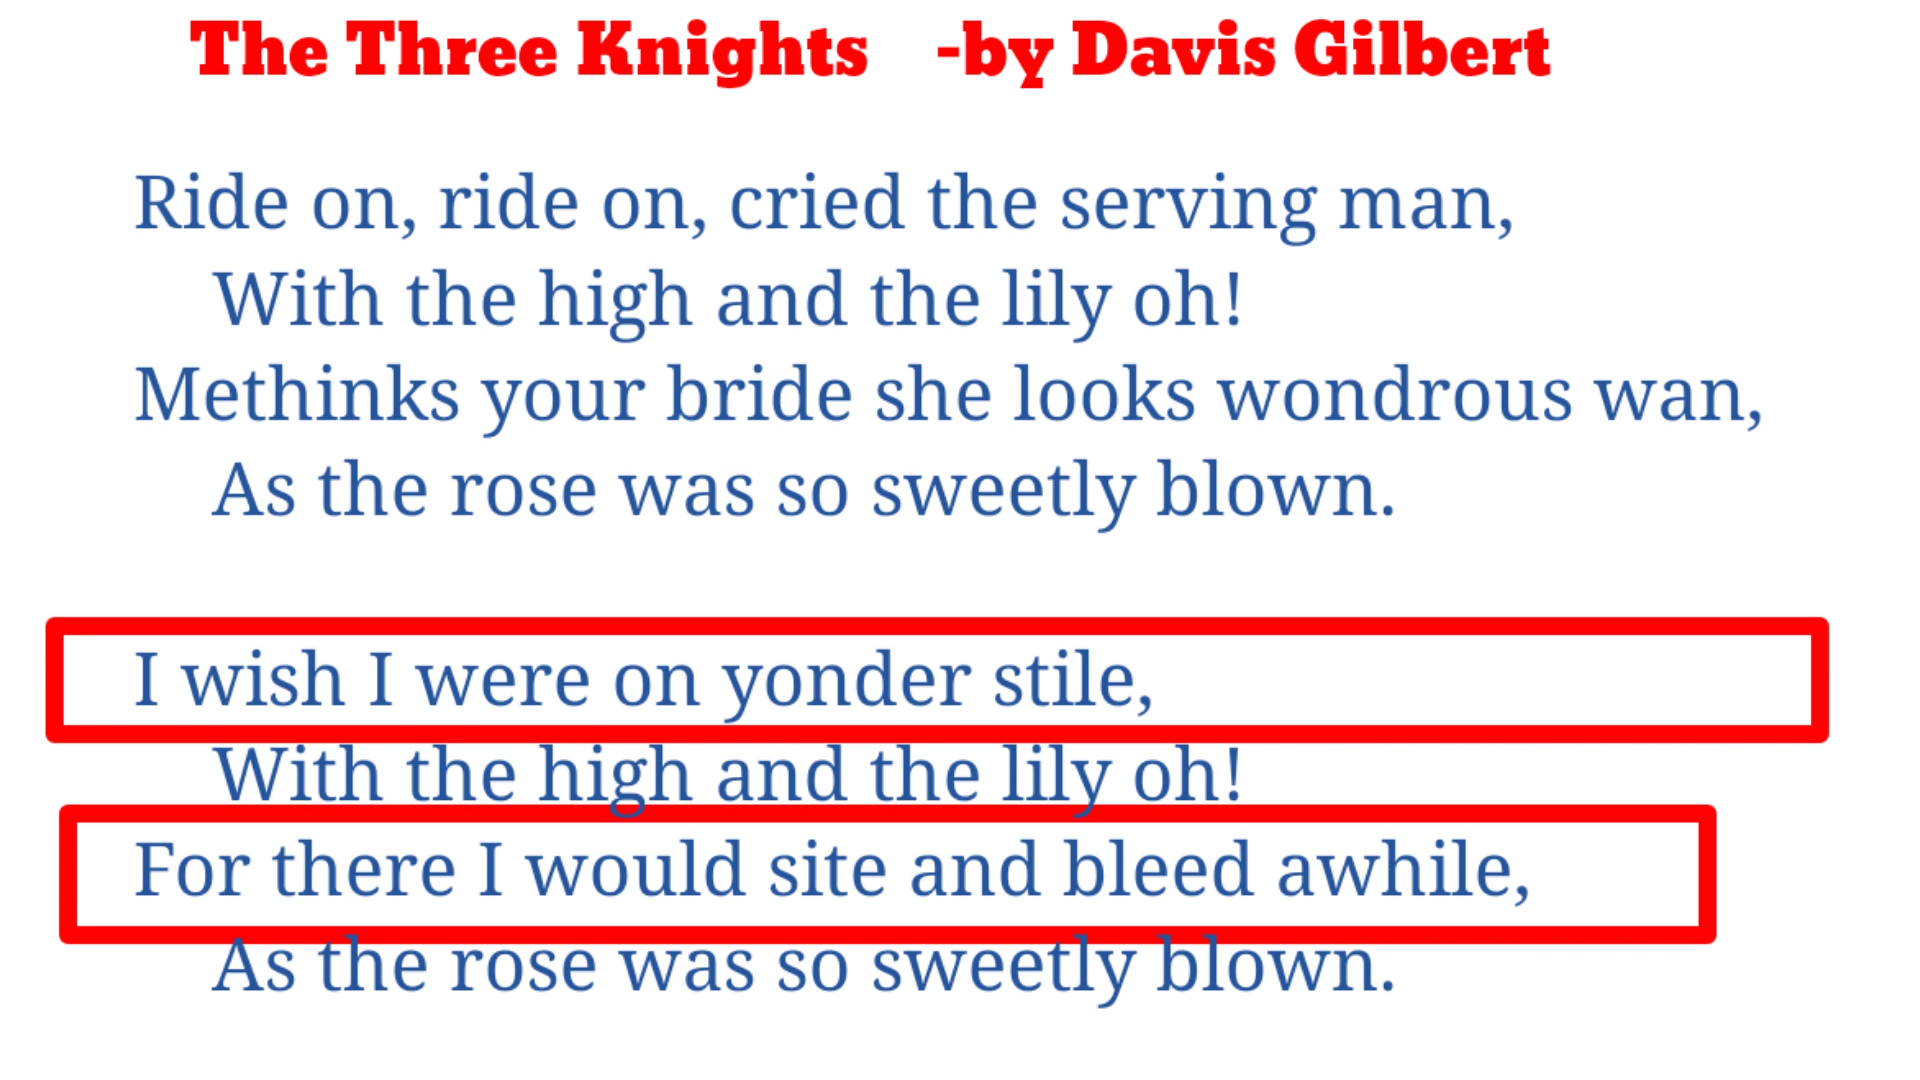 The Three Knights -by Davis Gilbert
Ride on, ride on, cried the serving man,
With the high and the lily oh!
Methinks your bride she looks wondrous wan,
As the rose was so sweetly blown.
I wish I were on yonder stile,
With the high and the lily oh!
For there I would site and bleed awhile,
As the rose was so sweetly blown.